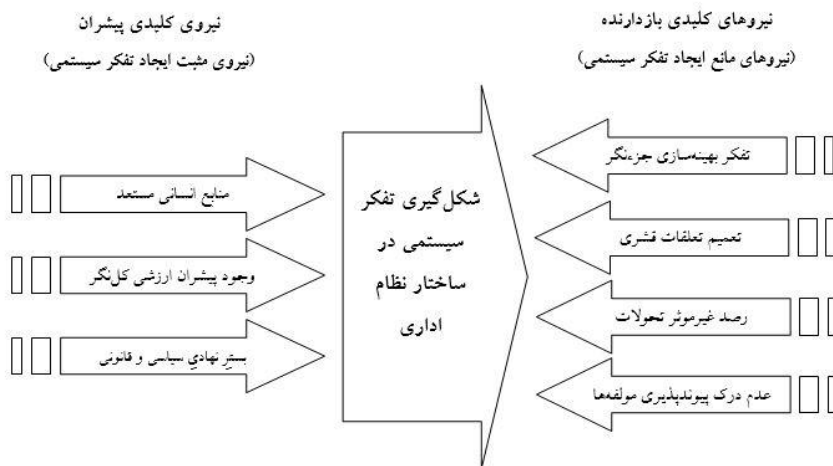 نیروهای کلیدی بازدارنده
(نیروهای مانع ایجاد تفکر سیستمی)
تفکر بهینه‌سازی جزءنگر
تعمیم تعلقات قشری
رصد غیرموثر تحولات
عدم درک پیوندپذیری مولفه‌ها
شکل‌گیری تفکر
سیستمی در
ساختار نظام
اداری
نیروی کلیدی پیشران
(نیروی مثبت ایجاد تفکر سیستمی)
منابع انسانی مستعد
وجود پیشران ارزشی کل‌نگر
بسترِ نهادیِ سیاسی و قانونی